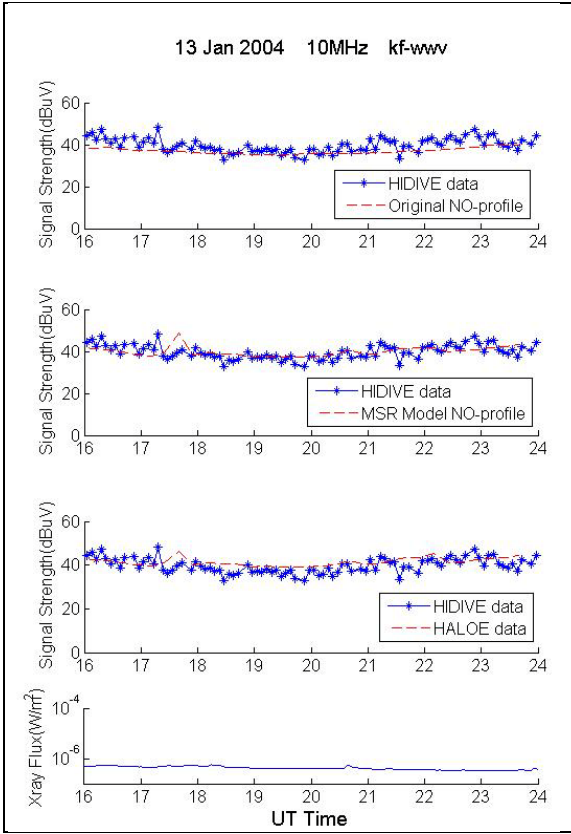 13 Jan 2004 10MHz kf-wwv
Signal Strength(dBuV)
60
40
20
0
HIDIVE data
Original NO-profile
16 17 18 19 20 21 22 23 24
Signal Strength(dBuV)
60
40
20
0
HIDIVE data
MSR Model NO-profile
16 17 18 19 20 21 22 23 24
Signal Strength(dBuV)
60
40
20
0
HIDIVE data
HALOE data
16 17 18 19 20 21 22 23 24
Xray Flux(W/m²)
10⁻⁴
10⁻⁶
16 17 18 19 20 21 22 23 24
UT Time